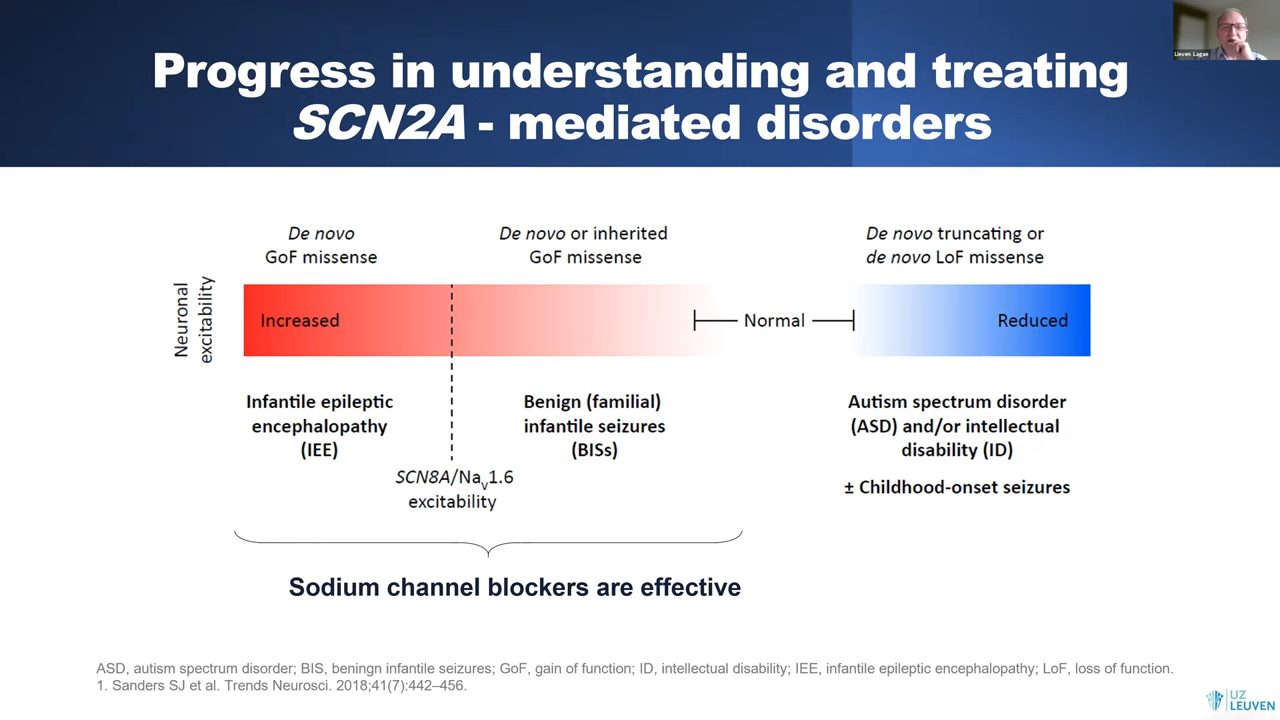 Lieven Lagae
Progress in understanding and treating
SCN2A - mediated disorders
De novo
GoF missense
De novo or inherited
GoF missense
De novo truncating or
de novo LoF missense
Neuronal
excitability
Increased
Normal
Reduced
Infantile epileptic
encephalopathy
(IEE)
Benign (familial)
infantile seizures
(BISs)
Autism spectrum disorder
(ASD) and/or intellectual
disability (ID)
± Childhood-onset seizures
SCN8A/Nav1.6
excitability
Sodium channel blockers are effective
ASD, autism spectrum disorder; BIS, beningn infantile seizures; GoF, gain of function; ID, intellectual disability; IEE, infantile epileptic encephalopathy; LoF, loss of function.
1. Sanders SJ et al. Trends Neurosci. 2018;41(7):442–456.
UZ
LEUVEN